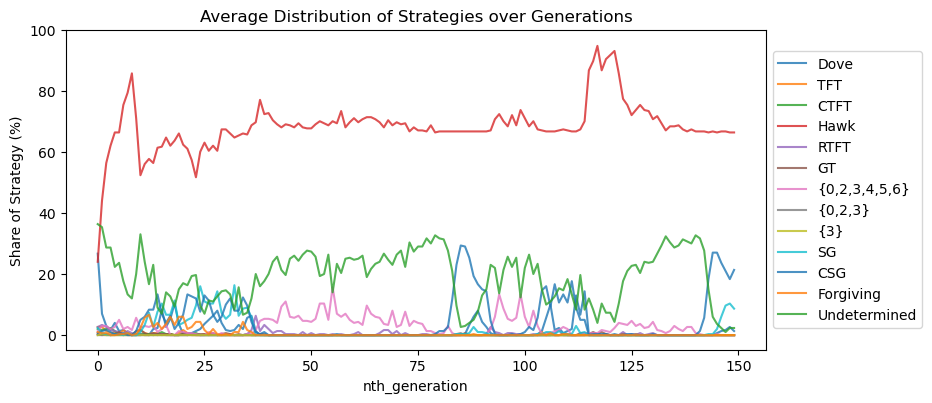 Average Distribution of Strategies over Generations
Share of Strategy (%)
100
80
60
40
20
0
0
25
50
75
100
125
150
nth_generation
Dove
TFT
CTFT
Hawk
RTFT
GT
{0,2,3,4,5,6}
{0,2,3}
{3}
SG
CSG
Forgiving
Undetermined